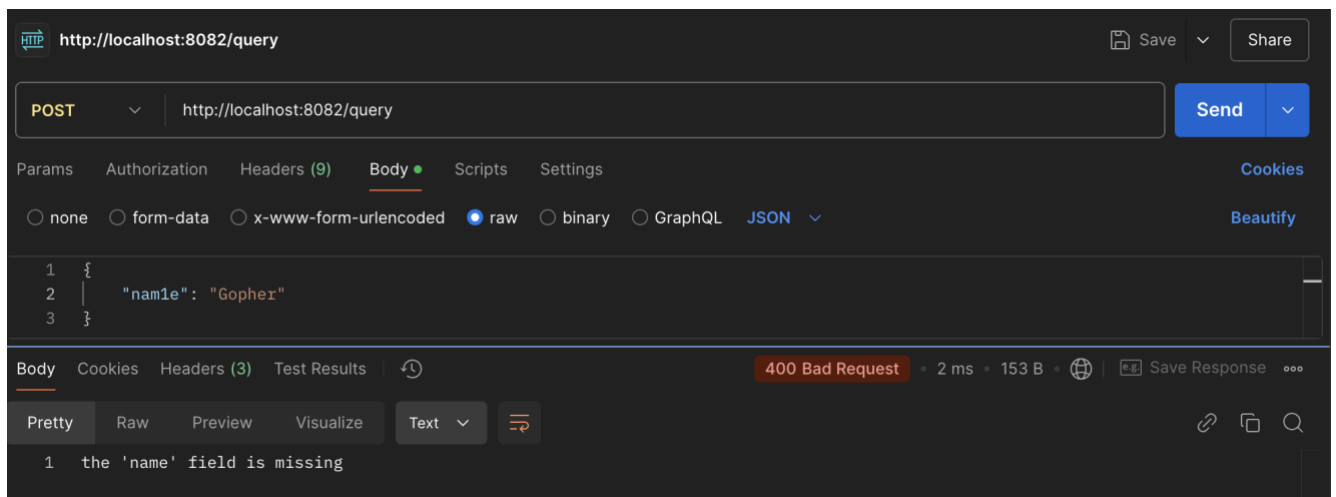 HTTP http://localhost:8082/query Save Share
POST http://localhost:8082/query Send
Params Authorization Headers (9) Body Scripts Settings Cookies
none form-data x-www-form-urlencoded raw binary GraphQL JSON Beautify
1 {
2 "nam1e": "Gopher"
3 }
Body Cookies Headers (3) Test Results 400 Bad Request • 2 ms • 153 B • e.g. Save Response
Pretty Raw Preview Visualize Text
1 the 'name' field is missing